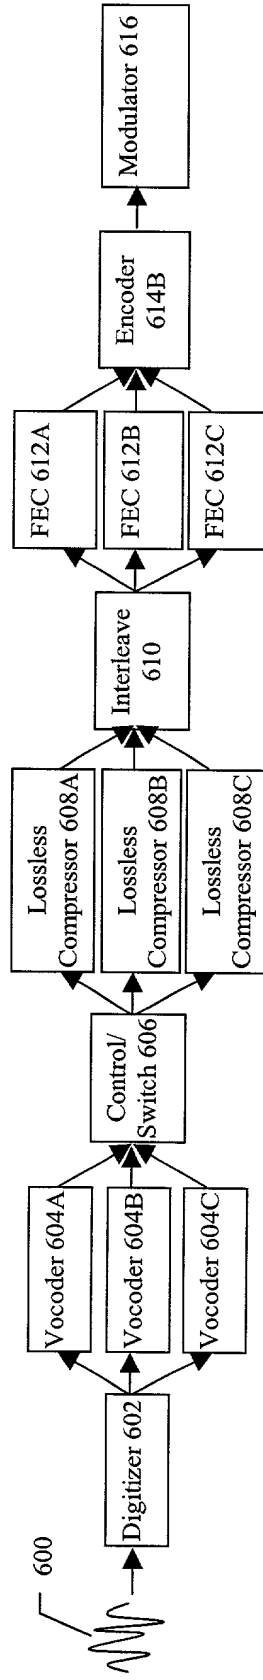 600
Digitizer 602
Vocoder 604A
Vocoder 604B
Vocoder 604C
Control/
Switch 606
Lossless
Compressor 608A
Lossless
Compressor 608B
Lossless
Compressor 608C
Interleave
610
FEC 612A
FEC 612B
FEC 612C
Encoder
614B
Modulator 616